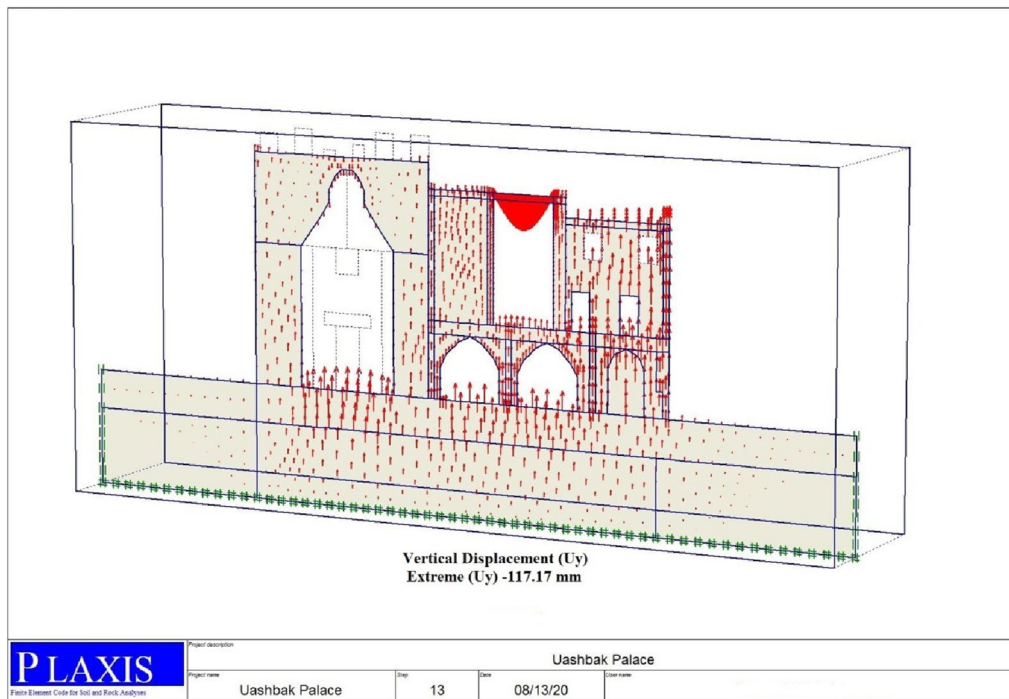 Vertical Displacement (Uy)
Extreme (Uy) -117.17 mm
PLAXIS
Finite Element Code for Soil and Rock Analyses
Project description
Uashbak Palace
Project name
Uashbak Palace
Step
13
Date
08/13/20
User name